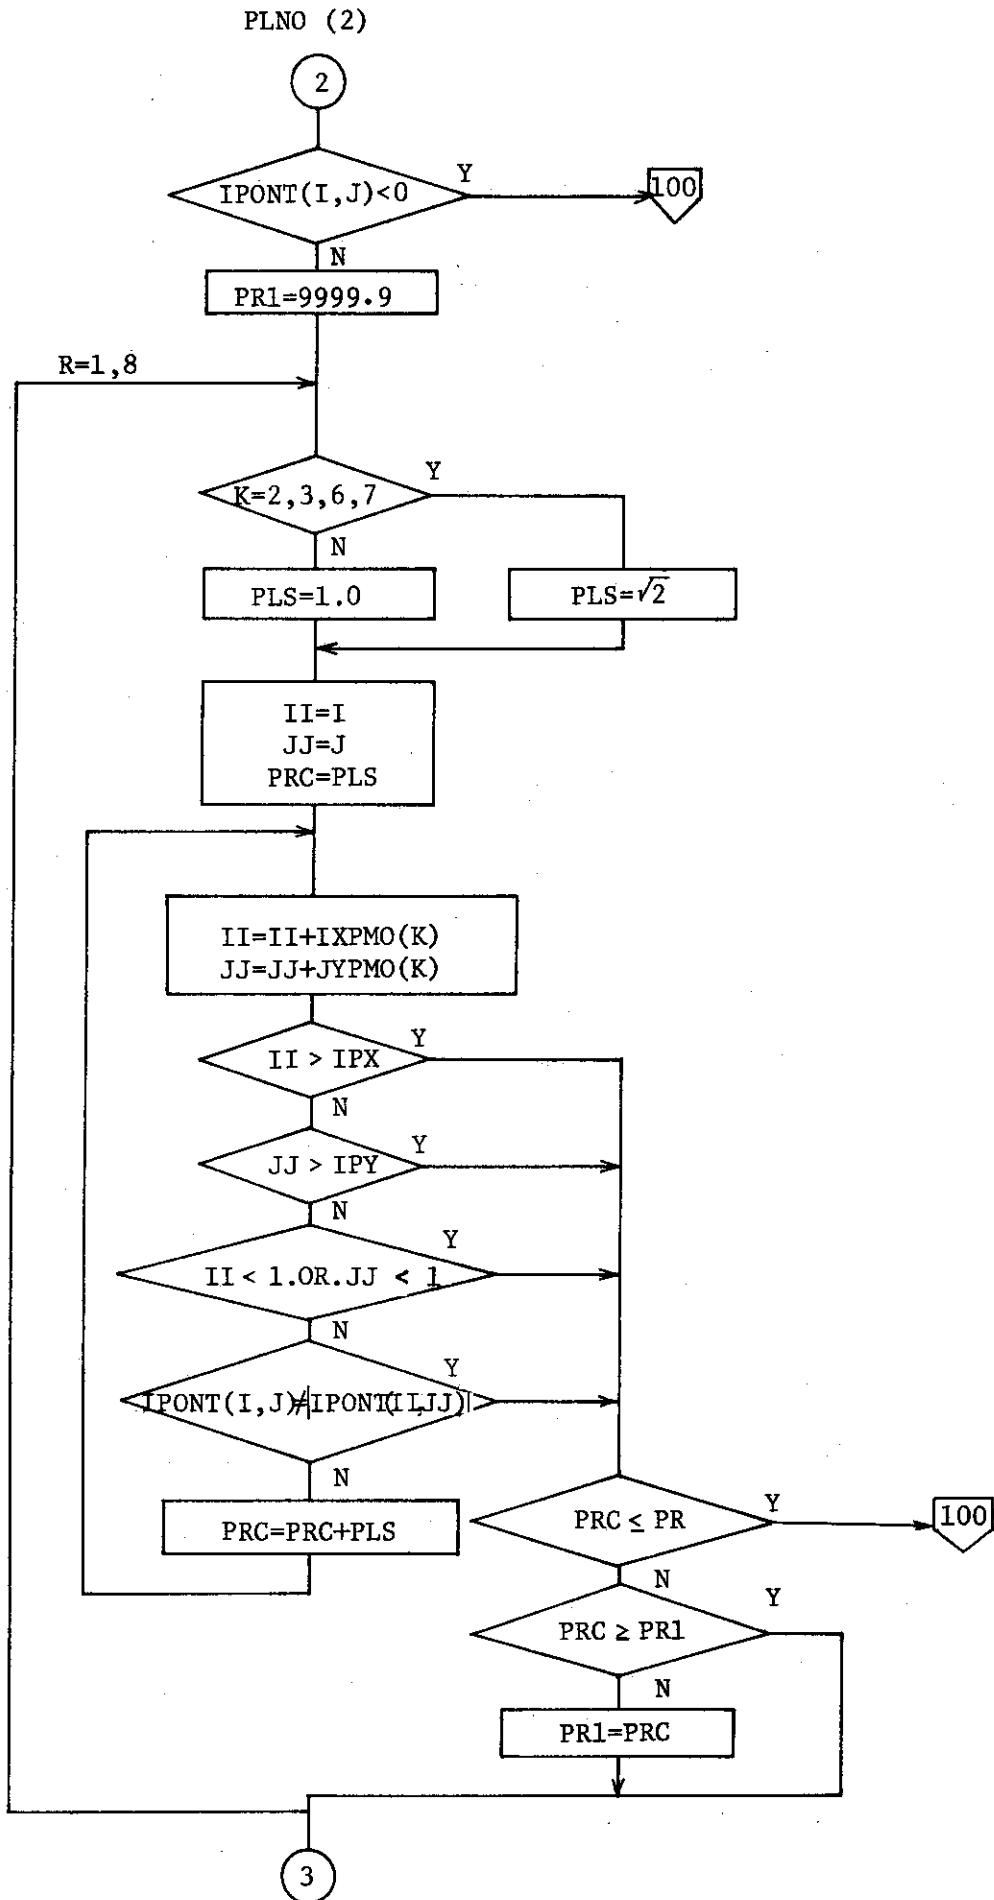 PLNO (2)
2
IPONT(I,J)<0
Y
100
N
PR1=9999.9
R=1,8
K=2,3,6,7
Y
N
PLS=1.0
PLS=√2
II=I
JJ=J
PRC=PLS
II=II+IXPMO(K)
JJ=JJ+JYPMO(K)
II > IPX
Y
N
JJ > IPY
Y
N
II < 1.OR.JJ < 1
Y
N
IPONT(I,J)≠|IPONT(II,JJ)|
Y
N
PRC=PRC+PLS
PRC ≤ PR
Y
100
N
PRC ≥ PR1
Y
N
PR1=PRC
3